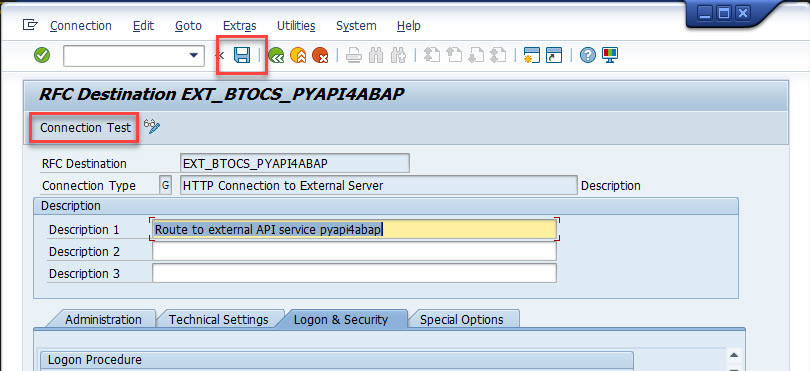 Connection Edit Goto Extras Utilities System Help
RFC Destination EXT_BTOCS_PYAPI4ABAP
Connection Test
RFC Destination EXT_BTOCS_PYAPI4ABAP
Connection Type G HTTP Connection to External Server Description
Description
Description 1 Route to external API service pyapi4abap
Description 2
Description 3
Administration Technical Settings Logon & Security Special Options
Logon Procedure